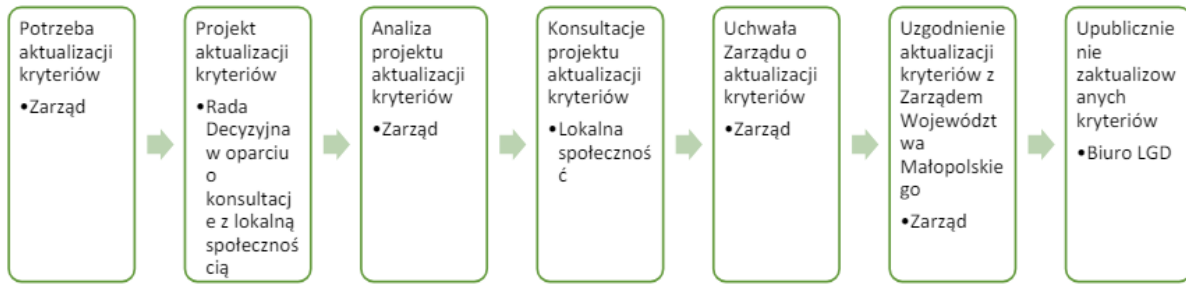 Potrzeba
aktualizacji
kryteriów
•Zarząd
Projekt
aktualizacji
kryteriów
•Rada
Decyzyjna
w oparciu
o
konsultacj
e z lokalną
społecznoś
cią
Analiza
projektu
aktualizacji
kryteriów
•Zarząd
Konsultacje
projektu
aktualizacji
kryteriów
•Lokalna
społecznoś
ć
Uchwała
Zarządu o
aktualizacji
kryteriów
•Zarząd
Uzgodnienie
aktualizacji
kryteriów z
Zarządem
Województ
wa
Małopolskie
go
•Zarząd
Upublicznie
nie
zaktualizow
anych
kryteriów
•Biuro LGD